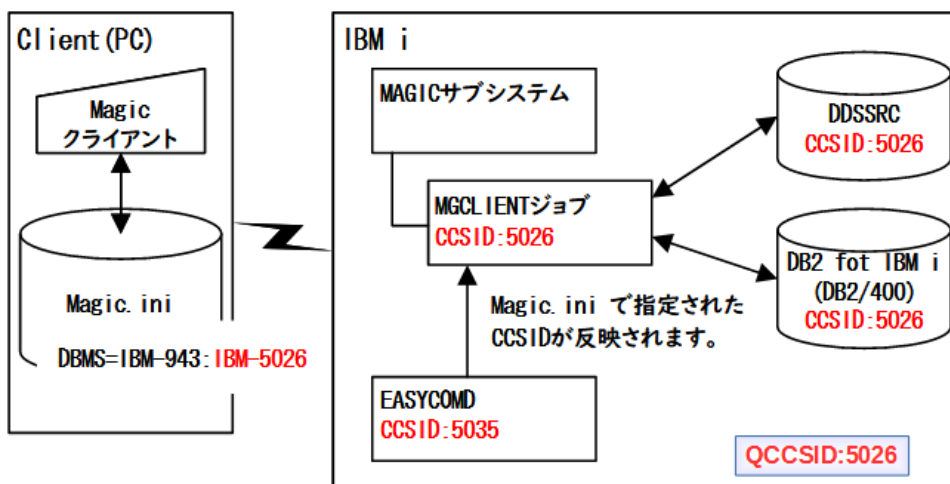 Client(PC)
Magic
クライアント
Magic.ini
DBMS=IBM-943:IBM-5026
IBM i
MAGICサブシステム
MGCLIENTジョブ
CCSID:5026
Magic.ini で指定された
CCSIDが反映されます。
EASYCOMD
CCSID:5035
DDSSRC
CCSID:5026
DB2 fot IBM i
(DB2/400)
CCSID:5026
QCCSID:5026